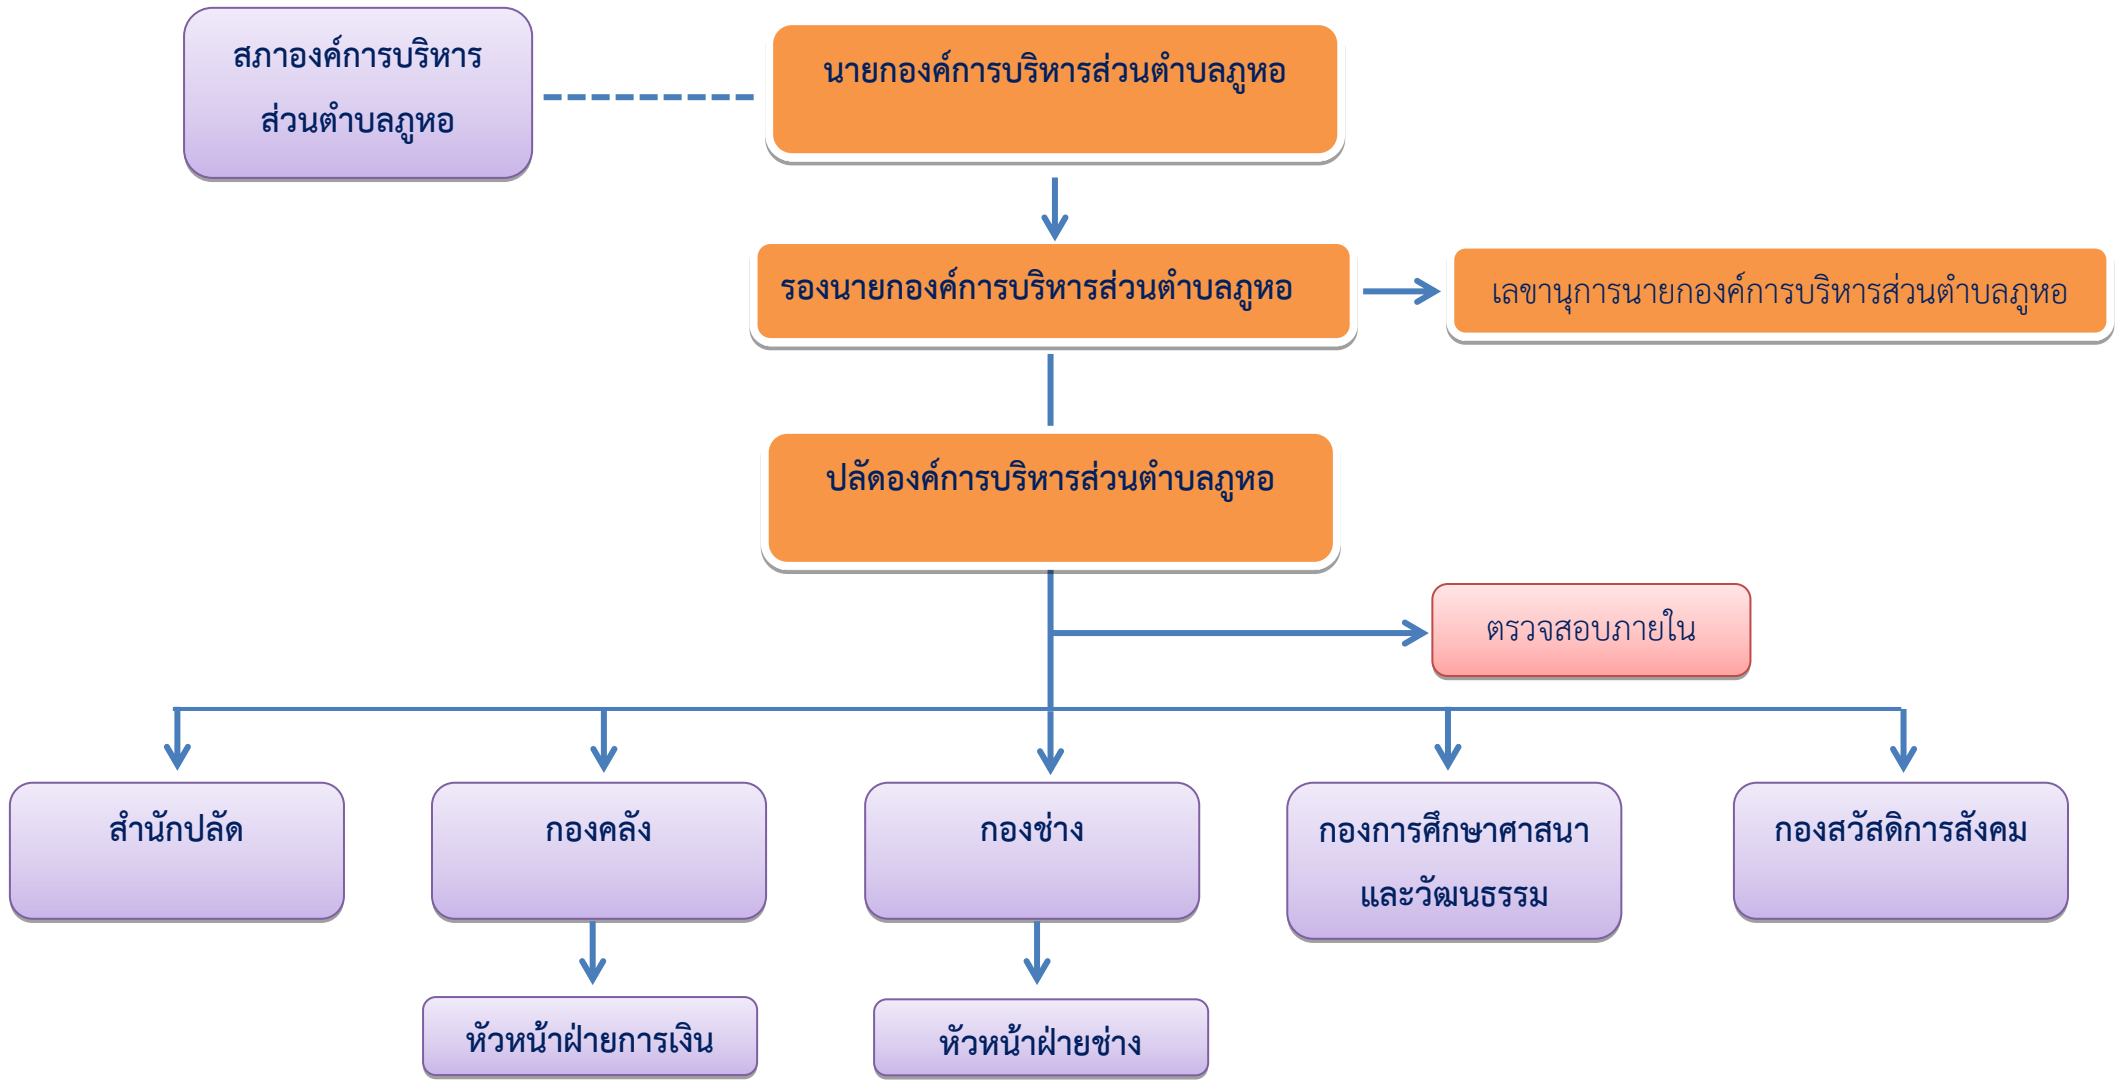 สภาองค์การบริหาร
ส่วนตำบลภูหอ
นายกองค์การบริหารส่วนตำบลภูหอ
รองนายกองค์การบริหารส่วนตำบลภูหอ
เลขานุการนายกองค์การบริหารส่วนตำบลภูหอ
ปลัดองค์การบริหารส่วนตำบลภูหอ
ตรวจสอบภายใน
สำนักปลัด
กองคลัง
กองช่าง
กองการศึกษาศาสนา
และวัฒนธรรม
กองสวัสดิการสังคม
หัวหน้าฝ่ายการเงิน
หัวหน้าฝ่ายช่าง